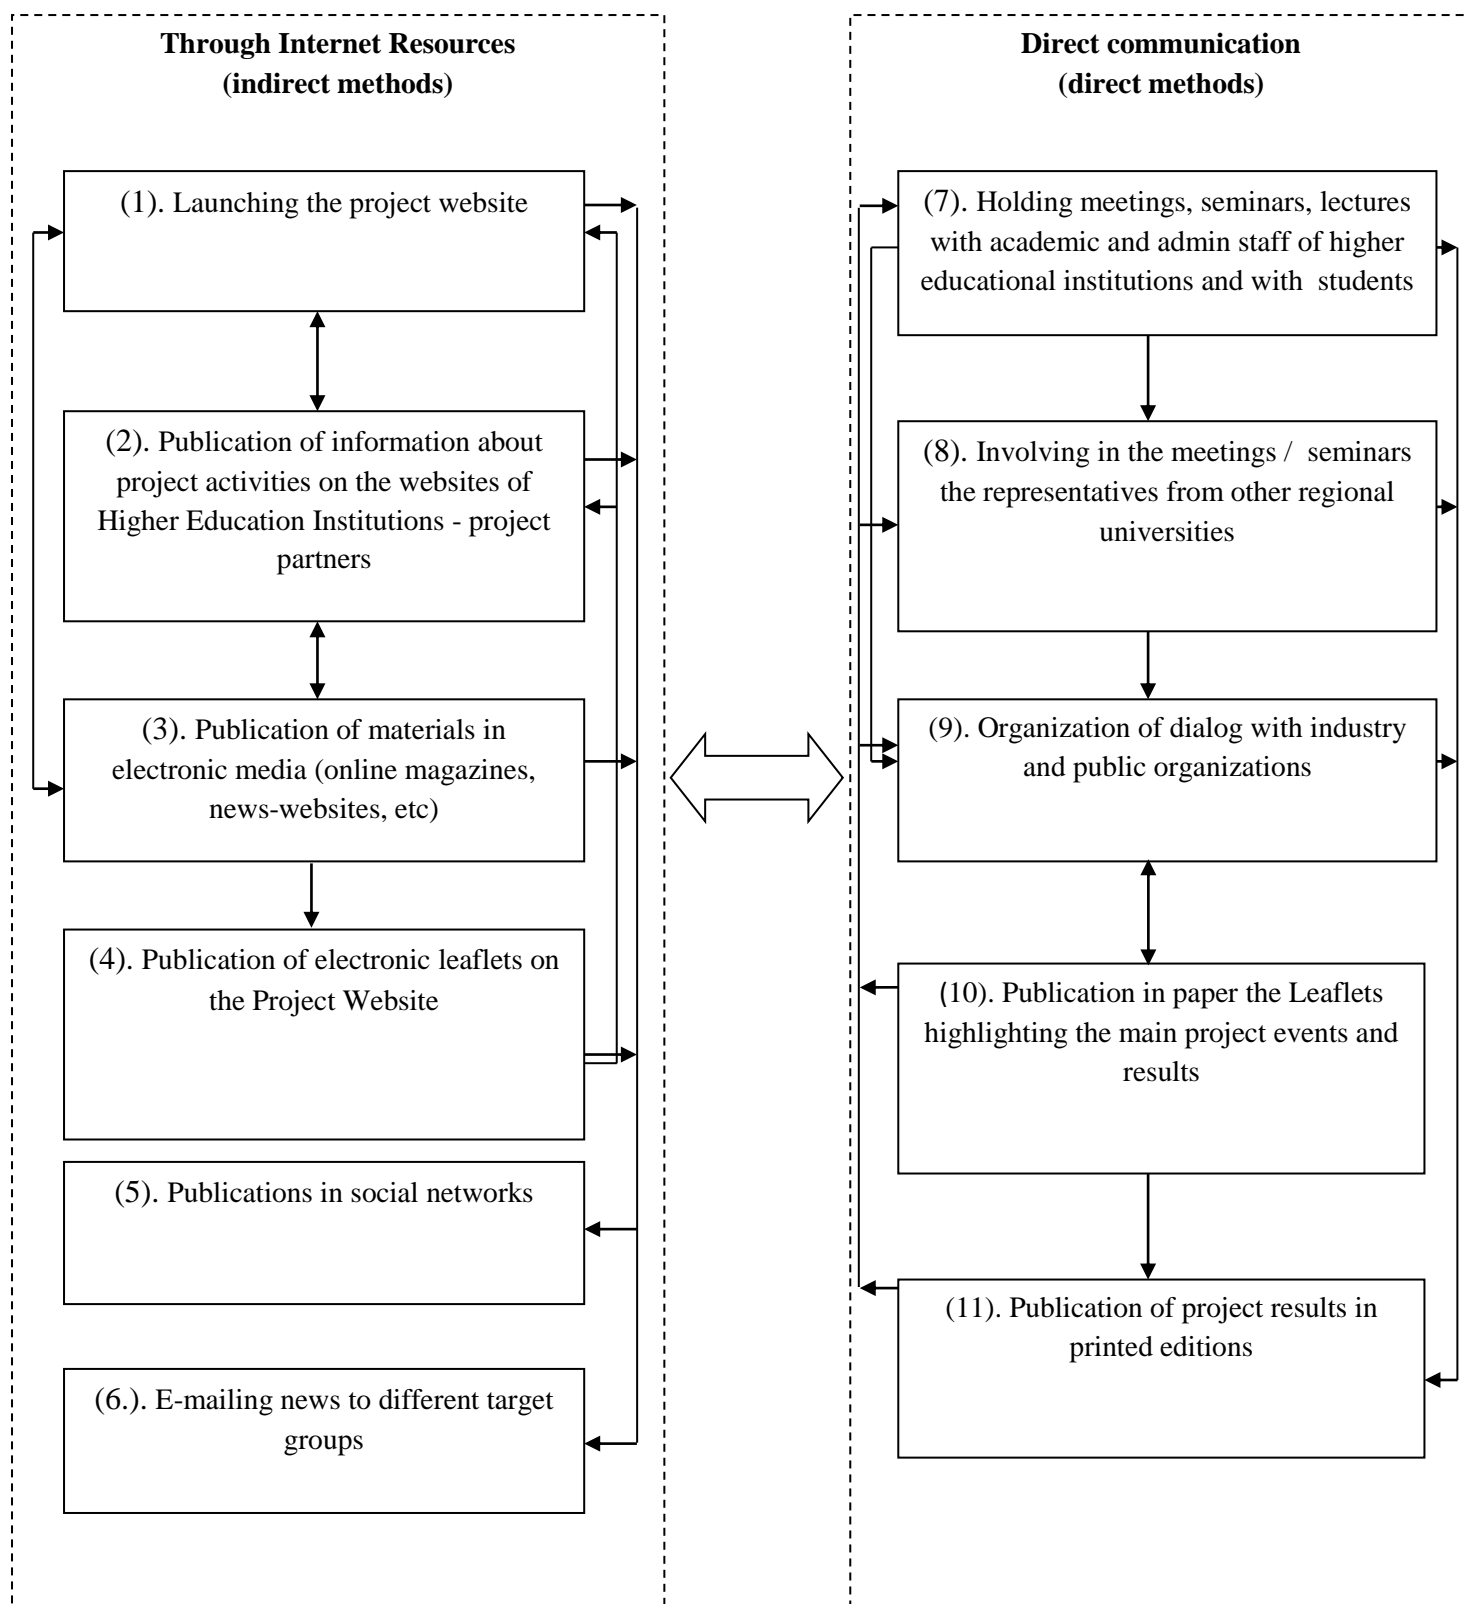 Through Internet Resources
(indirect methods)
(1). Launching the project website
(2). Publication of information about
project activities on the websites of
Higher Education Institutions - project
partners
(3). Publication of materials in
electronic media (online magazines,
news-websites, etc)
(4). Publication of electronic leaflets on
the Project Website
(5). Publications in social networks
(6.). E-mailing news to different target
groups
Direct communication
(direct methods)
(7). Holding meetings, seminars, lectures
with academic and admin staff of higher
educational institutions and with students
(8). Involving in the meetings / seminars
the representatives from other regional
universities
(9). Organization of dialog with industry
and public organizations
(10). Publication in paper the Leaflets
highlighting the main project events and
results
(11). Publication of project results in
printed editions